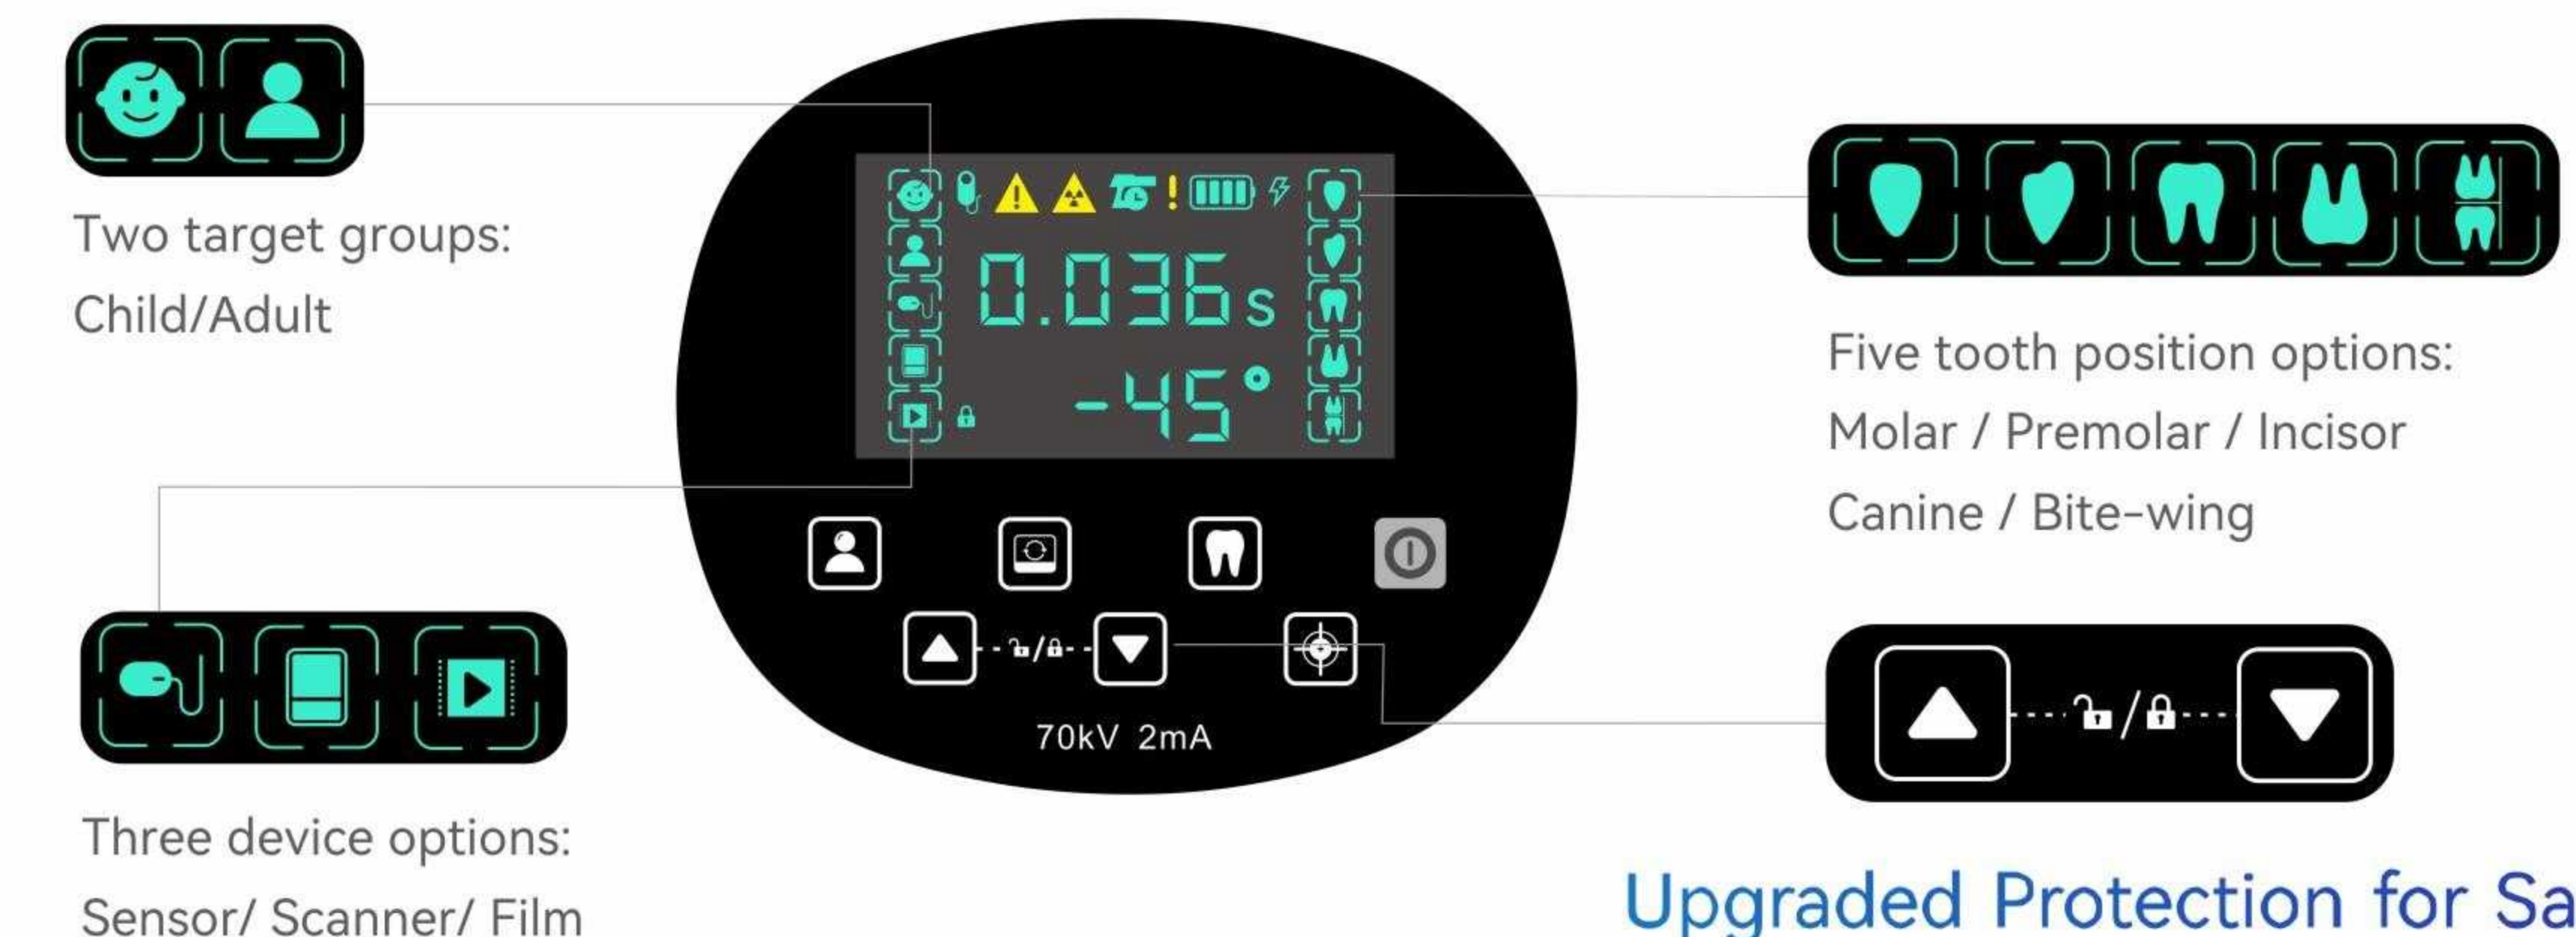 Two target groups:
Child/Adult
0.036s
-45°
70kV 2mA
Three device options:
Sensor/ Scanner/ Film
Five tooth position options:
Molar / Premolar / Incisor
Canine / Bite-wing
Upgraded Protection for Sa